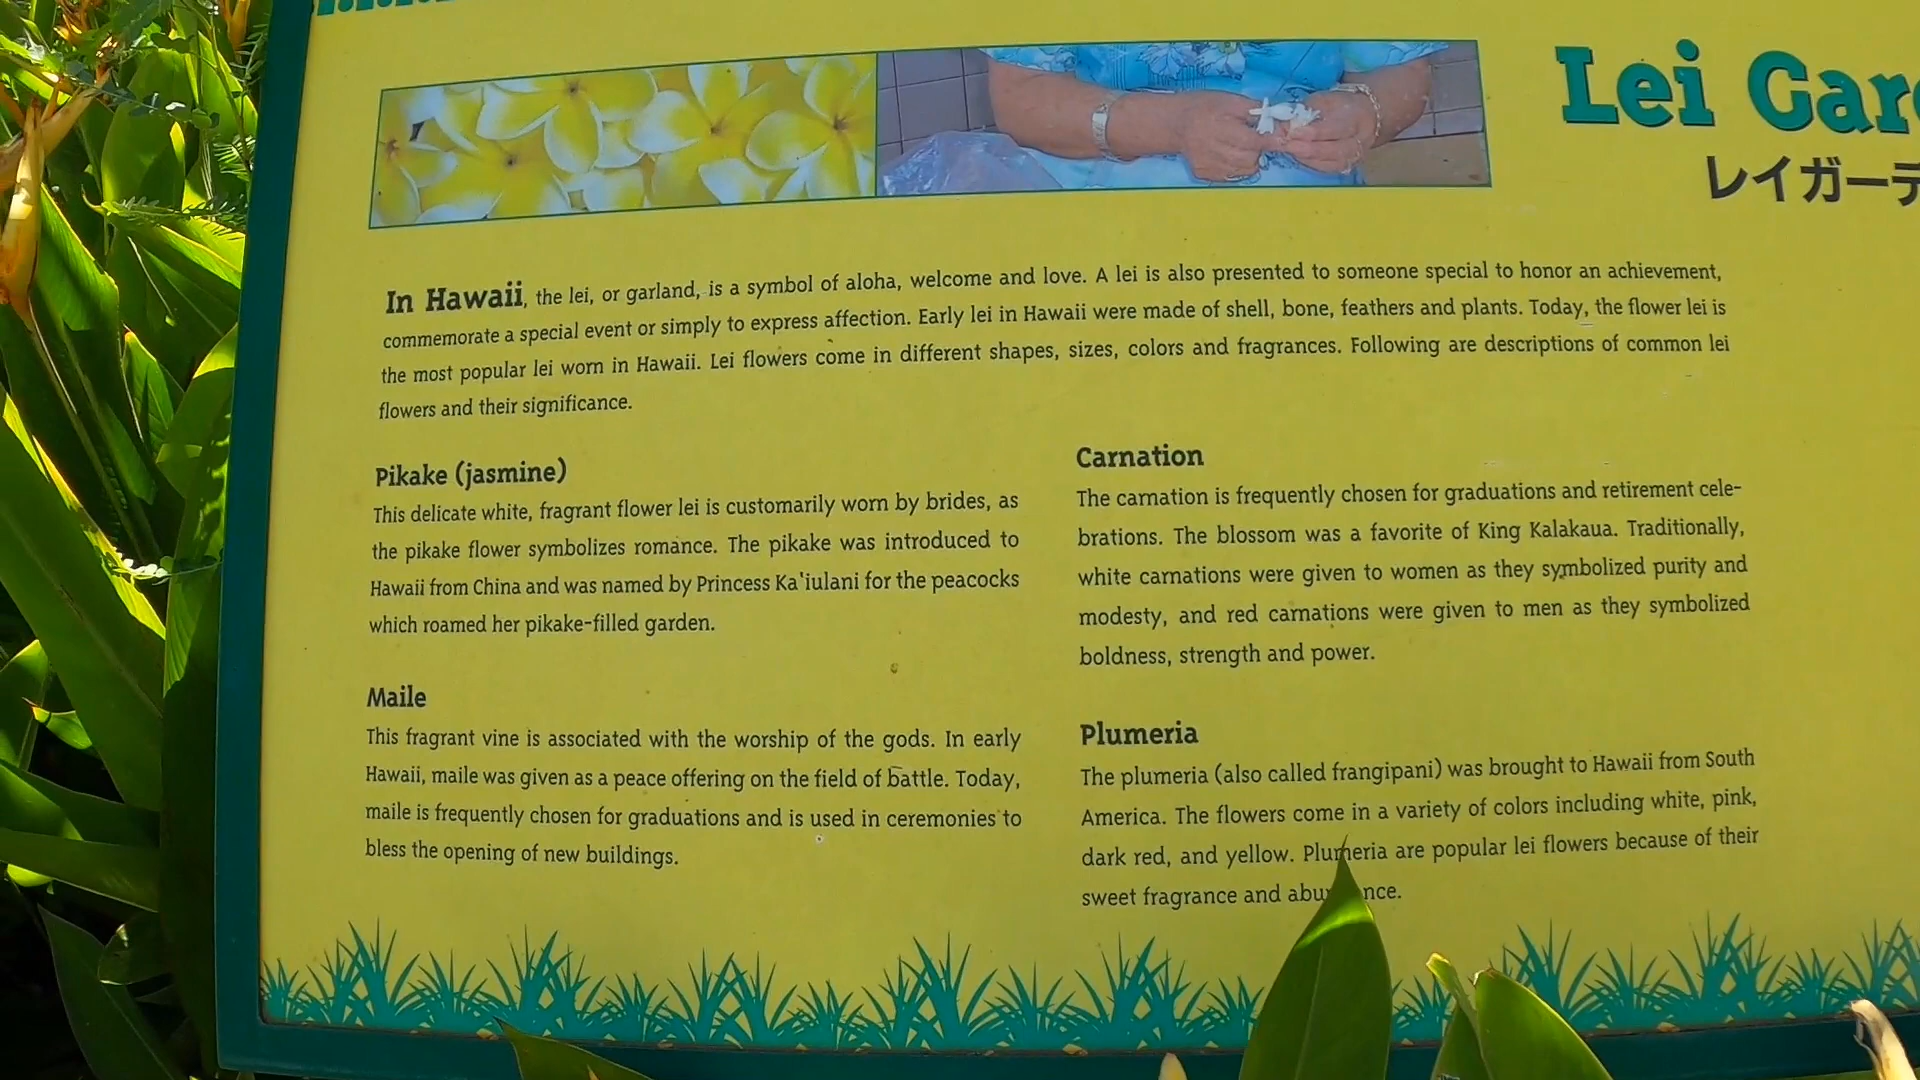 Lei Gar
レイガーデ
In Hawaii, the lei, or garland, is a symbol of aloha, welcome and love. A lei is also presented to someone special to honor an achievement,
commemorate a special event or simply to express affection. Early lei in Hawaii were made of shell, bone, feathers and plants. Today, the flower lei is
the most popular lei worn in Hawaii. Lei flowers come in different shapes, sizes, colors and fragrances. Following are descriptions of common lei
flowers and their significance.
Pikake (jasmine)
This delicate white, fragrant flower lei is customarily worn by brides, as
the pikake flower symbolizes romance. The pikake was introduced to
Hawaii from China and was named by Princess Ka'iulani for the peacocks
which roamed her pikake-filled garden.
Maile
This fragrant vine is associated with the worship of the gods. In early
Hawaii, maile was given as a peace offering on the field of battle. Today,
maile is frequently chosen for graduations and is used in ceremonies to
bless the opening of new buildings.
Carnation
The carnation is frequently chosen for graduations and retirement cele-
brations. The blossom was a favorite of King Kalakaua. Traditionally,
white carnations were given to women as they symbolized purity and
modesty, and red carnations were given to men as they symbolized
boldness, strength and power.
Plumeria
The plumeria (also called frangipani) was brought to Hawaii from South
America. The flowers come in a variety of colors including white, pink,
dark red, and yellow. Plumeria are popular lei flowers because of their
sweet fragrance and abu nce.